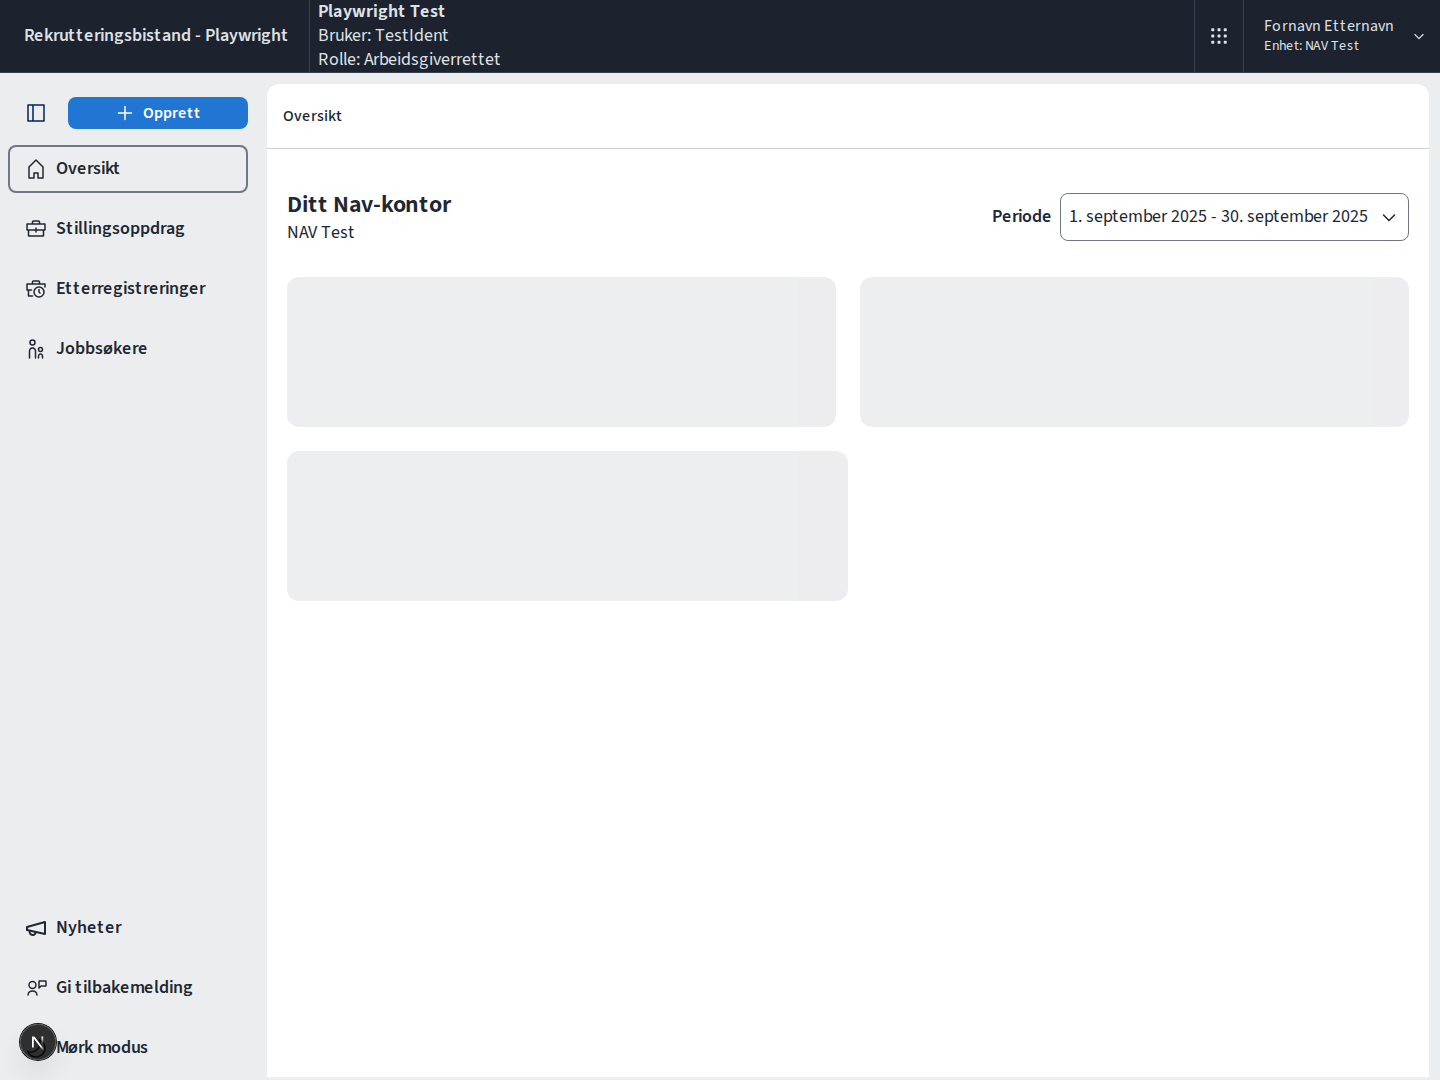 Rekrutteringsbistand - Playwright
Playwright Test
Bruker: TestIdent
Rolle: Arbeidsgiverrettet
Fornavn Etternavn
Enhet: NAV Test
Opprett
Oversikt
Stillingsoppdrag
Etterregistreringer
Jobbsøkere
Nyheter
Gi tilbakemelding
N
Mørk modus
Oversikt
Ditt Nav-kontor
NAV Test
Periode
1. september 2025 - 30. september 2025